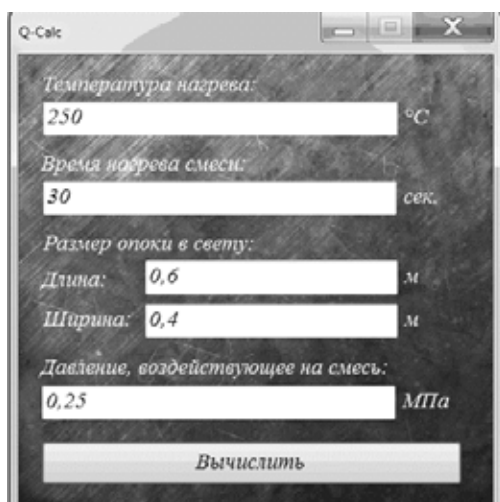 Q-Calc
Температура нагрева:
250 °C
Время нагрева смеси:
30 сек.
Размер опоки в свету:
Длина: 0,6 м
Ширина: 0,4 м
Давление, воздействующее на смесь:
0,25 МПа
Вычислить